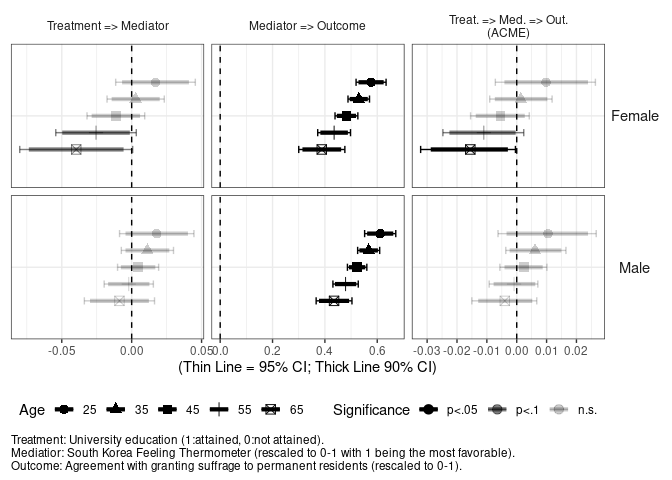 Treatment => Mediator
Mediator => Outcome
Treat. => Med. => Out.
(ACME)
Female
Male
-0.05 0.00 0.05
0.0 0.2 0.4 0.6
-0.03 -0.02 -0.01 0.00 0.01 0.02
(Thin Line = 95% CI; Thick Line 90% CI)
Age 25 35 45 55 65 Significance p<.05 p<.1 n.s.
Treatment: University education (1:attained, 0:not attained).
Mediatior: South Korea Feeling Thermometer (rescaled to 0-1 with 1 being the most favorable).
Outcome: Agreement with granting suffrage to permanent residents (rescaled to 0-1).